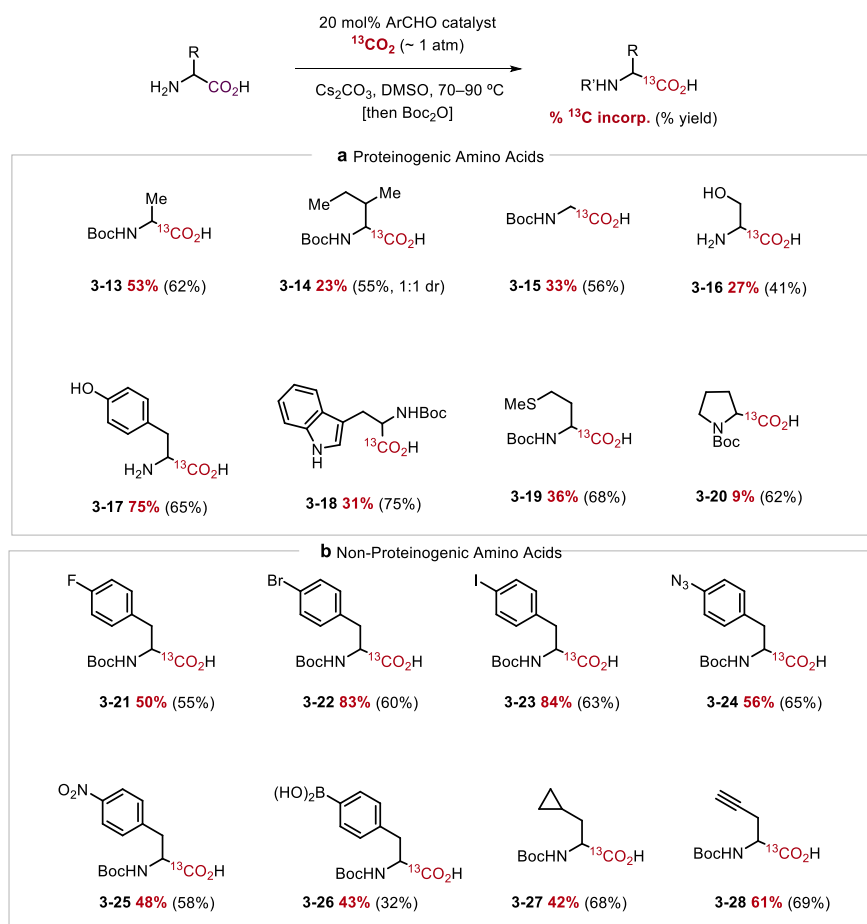 20 mol% ArCHO catalyst
¹³CO₂ (~ 1 atm)
Cs₂CO₃, DMSO, 70–90 ºC
[then Boc₂O]
R
H₂N
CO₂H
R
R'HN
¹³CO₂H
% ¹³C incorp. (% yield)
a Proteinogenic Amino Acids
Me
BocHN
¹³CO₂H
3-13 53% (62%)
Me
Me
BocHN
¹³CO₂H
3-14 23% (55%, 1:1 dr)
BocHN
¹³CO₂H
3-15 33% (56%)
HO
H₂N
¹³CO₂H
3-16 27% (41%)
HO
H₂N
¹³CO₂H
3-17 75% (65%)
NHBoc
¹³CO₂H
N
H
3-18 31% (75%)
MeS
BocHN
¹³CO₂H
3-19 36% (68%)
N
Boc
¹³CO₂H
3-20 9% (62%)
b Non-Proteinogenic Amino Acids
F
BocHN
¹³CO₂H
3-21 50% (55%)
Br
BocHN
¹³CO₂H
3-22 83% (60%)
I
BocHN
¹³CO₂H
3-23 84% (63%)
N₃
BocHN
¹³CO₂H
3-24 56% (65%)
O₂N
BocHN
¹³CO₂H
3-25 48% (58%)
(HO)₂B
BocHN
¹³CO₂H
3-26 43% (32%)
BocHN
¹³CO₂H
3-27 42% (68%)
BocHN
¹³CO₂H
3-28 61% (69%)